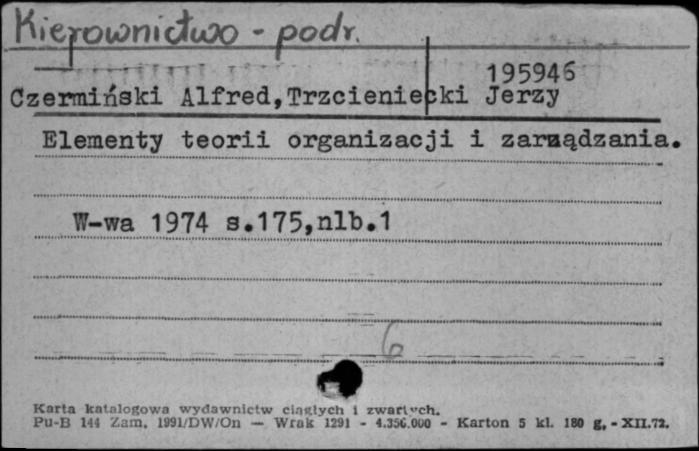 Kierownictwo - podr.
195946
Czermiński Alfred,Trzcieniecki Jerzy
Elementy teorii organizacji i zarządzania.
W-wa 1974 s.175,nlb.1
6
Karta katalogowa wydawnictw ciągłych i zwartych.
Pu-B 144 Zam. 1991/DW/On — Wrak 1291 - 4.356.000 - Karton 5 kl. 180 g. - XII.72.